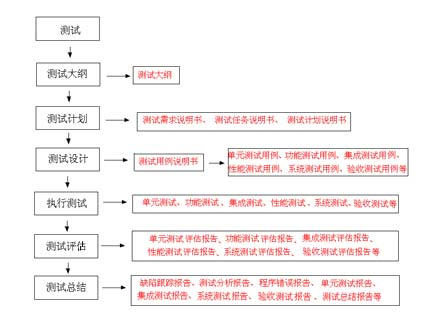 测试
测试大纲
测试大纲
测试计划
测试需求说明书、测试任务说明书、测试计划说明书
测试设计
测试用例说明书
单元测试用例、功能测试用例、集成测试用例、
性能测试用例、系统测试用例、验收测试用例等
执行测试
单元测试、功能测试、集成测试、性能测试、系统测试、验收测试等
测试评估
单元测试评估报告、功能测试评估报告、集成测试评估报告、
性能测试评估报告、系统测试评估报告、验收测试评估报告等
测试总结
缺陷跟踪报告、测试分析报告、程序错误报告、单元测试报告、
集成测试报告、系统测试报告、验收测试报告、测试总结报告等